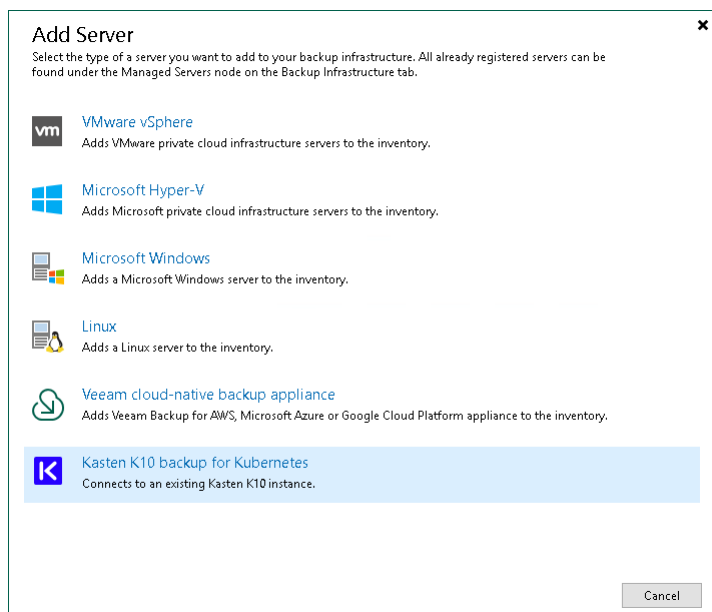 Add Server
Select the type of a server you want to add to your backup infrastructure. All already registered servers can be
found under the Managed Servers node on the Backup Infrastructure tab.
vm
VMware vSphere
Adds VMware private cloud infrastructure servers to the inventory.
Microsoft Hyper-V
Adds Microsoft private cloud infrastructure servers to the inventory.
Microsoft Windows
Adds a Microsoft Windows server to the inventory.
Linux
Adds a Linux server to the inventory.
Veeam cloud-native backup appliance
Adds Veeam Backup for AWS, Microsoft Azure or Google Cloud Platform appliance to the inventory.
K
Kasten K10 backup for Kubernetes
Connects to an existing Kasten K10 instance.
Cancel